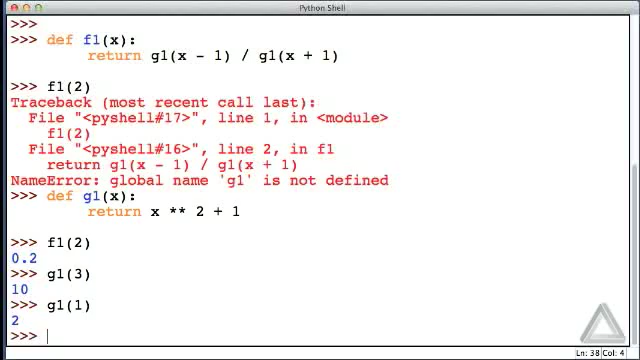 Python Shell
>>>
>>> def f1(x):
        return g1(x - 1) / g1(x + 1)

>>> f1(2)
Traceback (most recent call last):
  File "<pyshell#17>", line 1, in <module>
    f1(2)
  File "<pyshell#16>", line 2, in f1
    return g1(x - 1) / g1(x + 1)
NameError: global name 'g1' is not defined
>>> def g1(x):
        return x ** 2 + 1

>>> f1(2)
0.2
>>> g1(3)
10
>>> g1(1)
2
>>>
Ln: 38 Col: 4